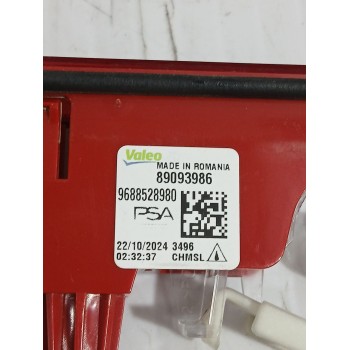 Valeo
MADE IN ROMANIA
89093986
9688528980
PSA
22/10/2024 3496
02:32:37 CHMSL